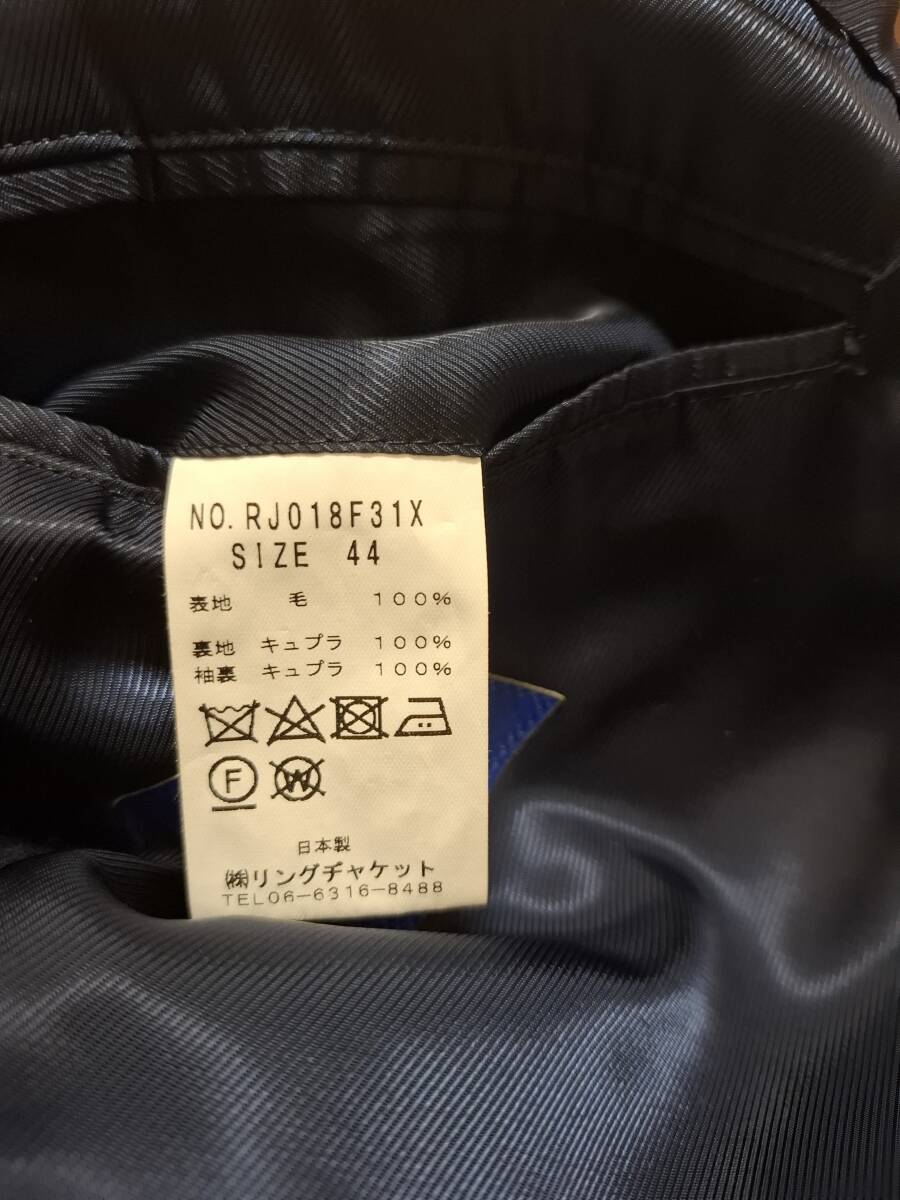 NO. RJ018F31X
SIZE 44
表地 毛 100%
裏地 キュプラ 100%
袖裏 キュプラ 100%
F W
日本製
㈱リングヂャケット
TEL06-6316-8488